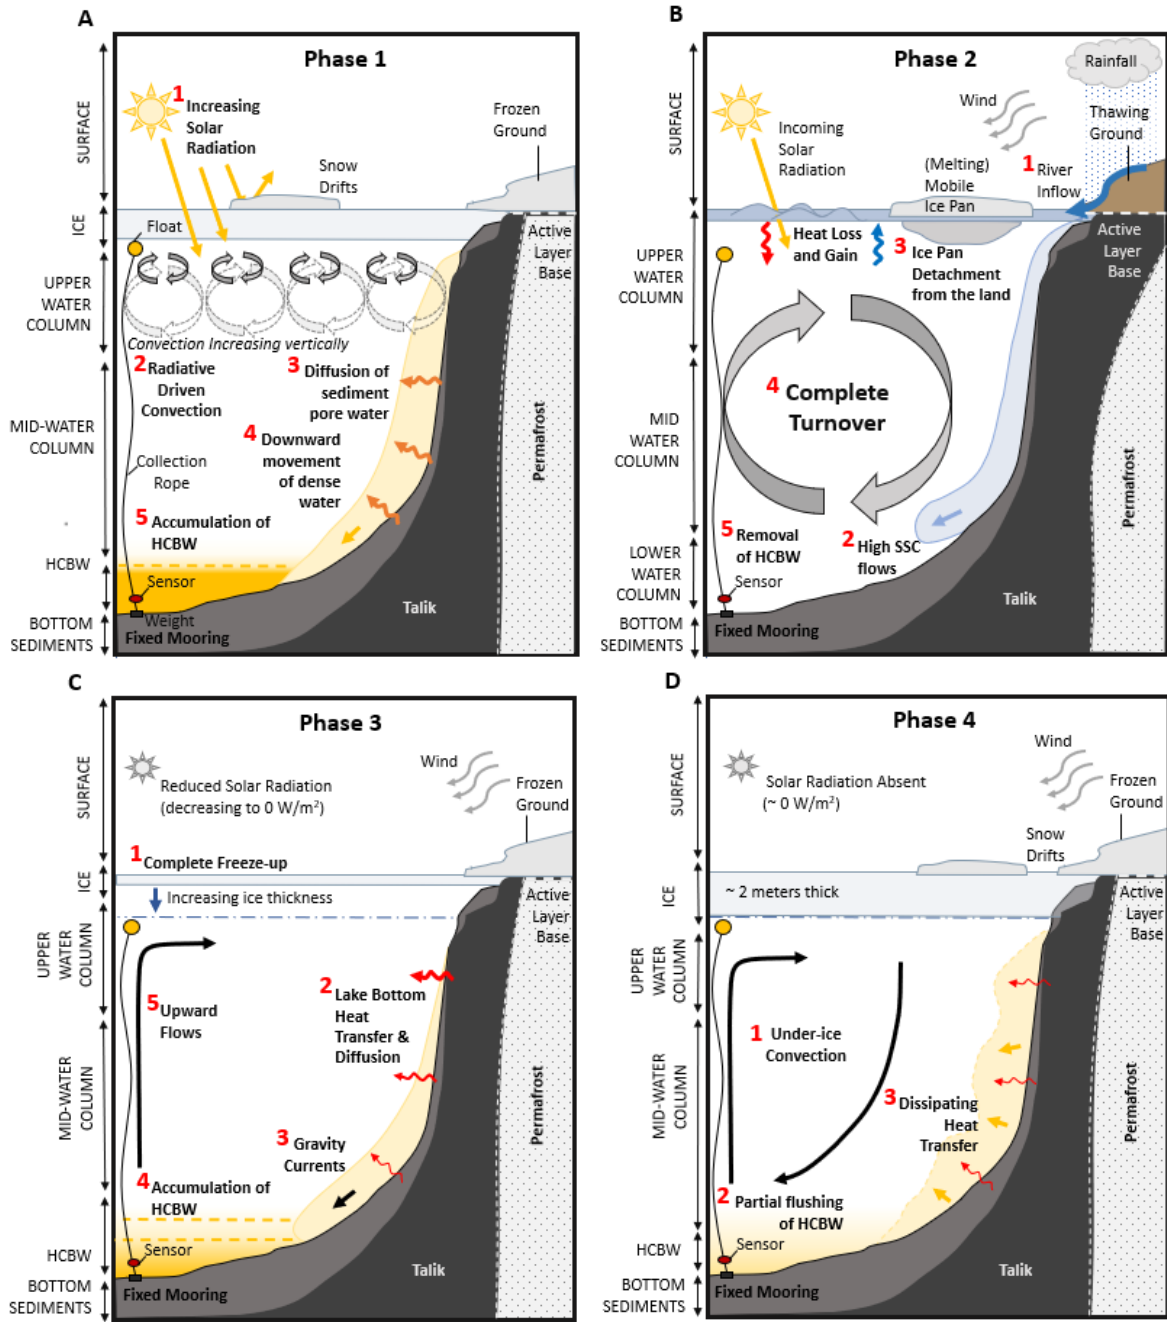 A
Phase 1
SURFACE
1 Increasing
Solar
Radiation
Snow
Drifts
Frozen
Ground
ICE
Float
Active
Layer
Base
UPPER
WATER
COLUMN
Convection Increasing vertically
2 Radiative
Driven
Convection
3 Diffusion of
sediment
pore water
4 Downward
movement
of dense
water
MID-WATER
COLUMN
Collection
Rope
Permafrost
5 Accumulation of
HCBW
HCBW
Sensor
Talik
Weight
Fixed Mooring
BOTTOM
SEDIMENTS
B
Phase 2
Rainfall
SURFACE
Wind
Thawing
Ground
Incoming
Solar
Radiation
(Melting)
Mobile
Ice Pan
1 River
Inflow
Heat Loss
and Gain
3 Ice Pan
Detachment
from the land
Active
Layer
Base
UPPER
WATER
COLUMN
4 Complete
Turnover
MID
WATER
COLUMN
Permafrost
5 Removal
of HCBW
2 High SSC
flows
LOWER
WATER
COLUMN
Sensor
Talik
Fixed Mooring
BOTTOM
SEDIMENTS
C
Phase 3
SURFACE
Wind
Reduced Solar Radiation
(decreasing to 0 W/m²)
Frozen
Ground
1 Complete Freeze-up
ICE
Increasing ice thickness
Active
Layer
Base
UPPER
WATER
COLUMN
5 Upward
Flows
2 Lake Bottom
Heat
Transfer &
Diffusion
MID-WATER
COLUMN
3 Gravity
Currents
Permafrost
4 Accumulation of
HCBW
HCBW
Sensor
Talik
Fixed Mooring
BOTTOM
SEDIMENTS
D
Phase 4
SURFACE
Wind
Solar Radiation Absent
(~ 0 W/m²)
Frozen
Ground
Snow
Drifts
ICE
~ 2 meters thick
Active
Layer
Base
UPPER
WATER
COLUMN
1 Under-ice
Convection
MID-WATER
COLUMN
3 Dissipating
Heat
Transfer
Permafrost
2 Partial flushing
of HCBW
HCBW
Sensor
Talik
Fixed Mooring
BOTTOM
SEDIMENTS